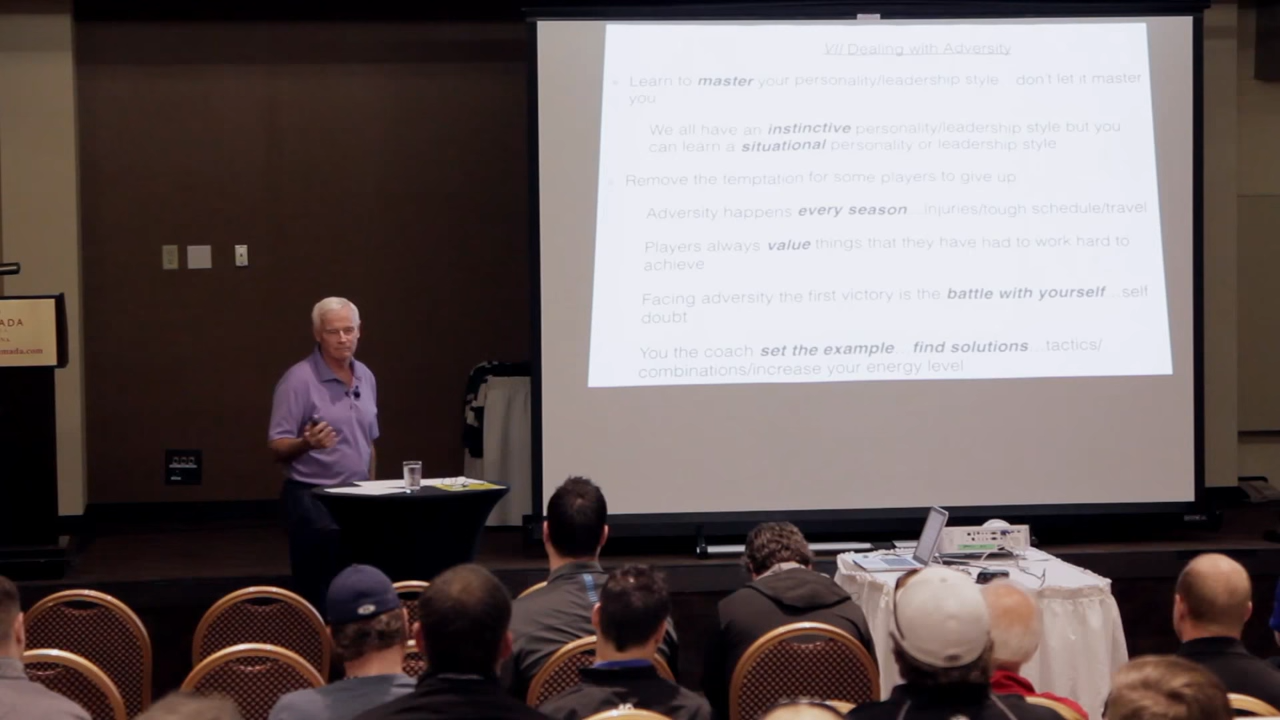 VII Dealing with Adversity
Learn to master your personality/leadership style don't let it master
you
We all have an instinctive personality/leadership style but you
can learn a situational personality or leadership style
Remove the temptation for some players to give up
Adversity happens every season...injuries/tough schedule/travel
Players always value things that they have had to work hard to
achieve
Facing adversity the first victory is the battle with yourself...self
doubt
You the coach set the example...find solutions...tactics/
combinations/increase your energy level
ADA
mada.com